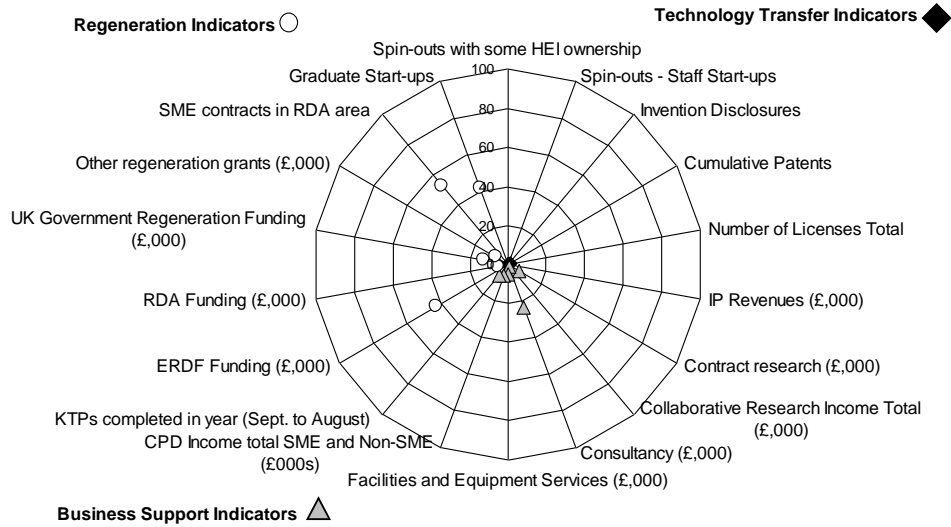 Regeneration Indicators
Technology Transfer Indicators
Spin-outs with some HEI ownership
Graduate Start-ups
100
Spin-outs - Staff Start-ups
SME contracts in RDA area
80
Invention Disclosures
Other regeneration grants (£,000)
60
Cumulative Patents
40
UK Government Regeneration Funding
(£,000)
20
Number of Licenses Total
0
RDA Funding (£,000)
IP Revenues (£,000)
ERDF Funding (£,000)
Contract research (£,000)
KTPs completed in year (Sept. to August)
Collaborative Research Income Total
(£,000)
CPD Income total SME and Non-SME
(£000s)
Consultancy (£,000)
Facilities and Equipment Services (£,000)
Business Support Indicators